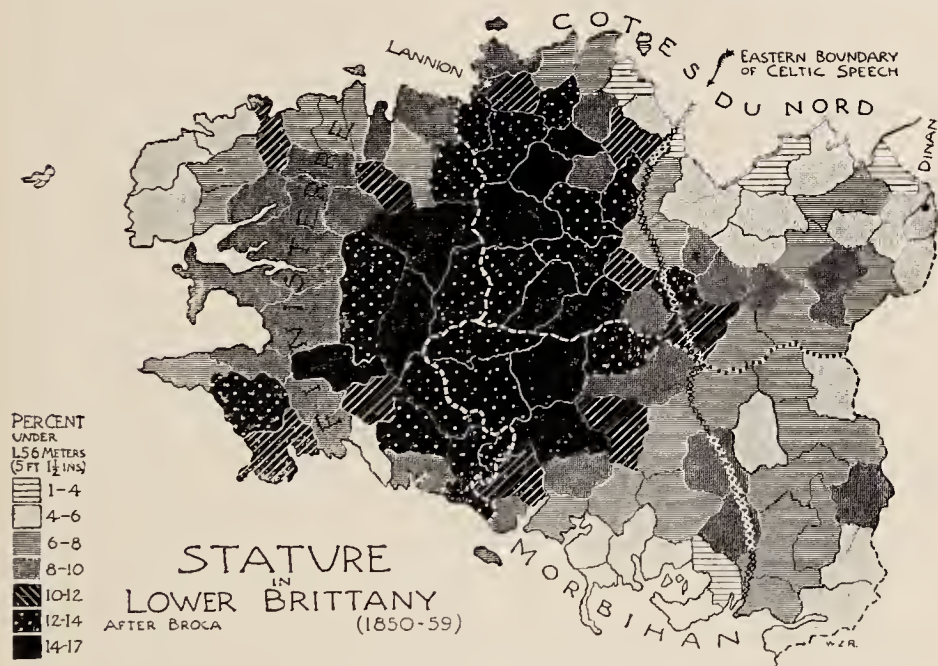 COTES
DU NORD
LANNION
EASTERN BOUNDARY
OF CELTIC SPEECH
DINAN
FINISTERRE
PERCENT
UNDER
1.56 METERS
(5 FT 1½ INS)
1-4
4-6
6-8
8-10
10-12
12-14
14-17
STATURE
IN
LOWER BRITTANY
AFTER BROCA
(1850-59)
MORBIHAN
W.Z.R.